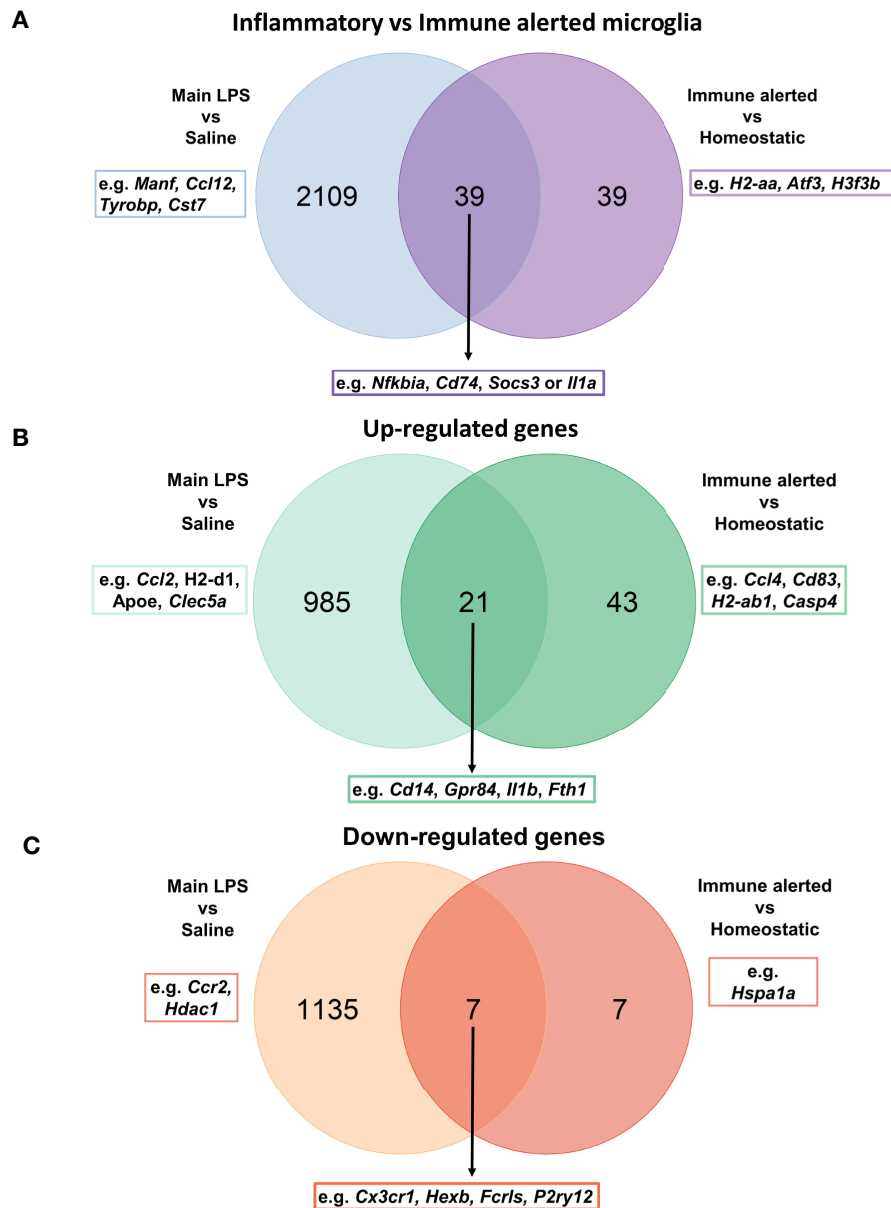 A
Inflammatory vs Immune alerted microglia
Main LPS
vs
Saline
Immune alerted
vs
Homeostatic
e.g. Manf, Ccl12,
Tyrobp, Cst7
2109
39
39
e.g. H2-aa, Atf3, H3f3b
e.g. Nfkbia, Cd74, Socs3 or Il1a
B
Up-regulated genes
Main LPS
vs
Saline
Immune alerted
vs
Homeostatic
e.g. Ccl2, H2-d1,
Apoe, Clec5a
985
21
43
e.g. Ccl4, Cd83,
H2-ab1, Casp4
e.g. Cd14, Gpr84, Il1b, Fth1
C
Down-regulated genes
Main LPS
vs
Saline
Immune alerted
vs
Homeostatic
e.g. Ccr2,
Hdac1
1135
7
7
e.g.
Hspa1a
e.g. Cx3cr1, Hexb, Fcrls, P2ry12